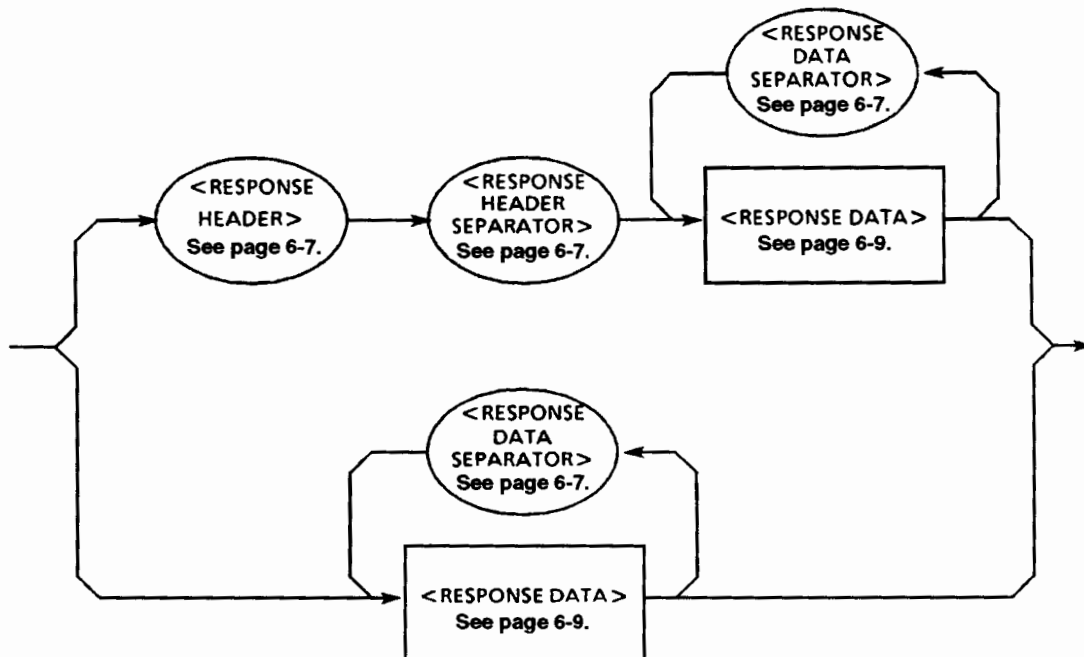 <RESPONSE
DATA
SEPARATOR>
See page 6-7.
<RESPONSE
HEADER>
See page 6-7.
<RESPONSE
HEADER
SEPARATOR>
See page 6-7.
<RESPONSE DATA>
See page 6-9.
<RESPONSE
DATA
SEPARATOR>
See page 6-7.
<RESPONSE DATA>
See page 6-9.